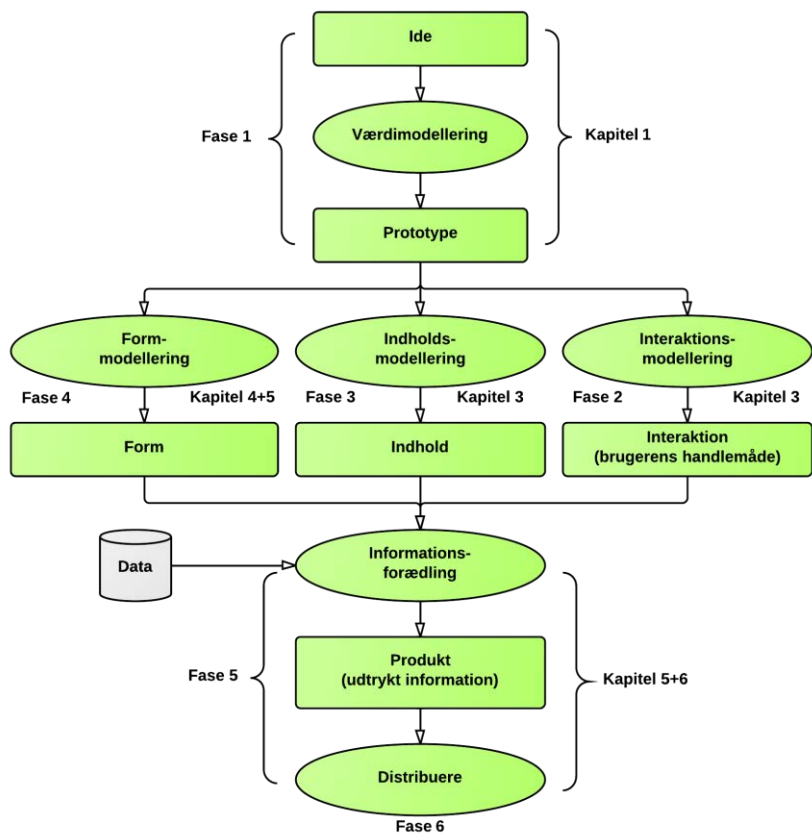 Ide
Fase 1
Værdimodellering
Kapitel 1
Prototype
Form-
modellering
Indholds-
modellering
Interaktions-
modellering
Fase 4
Kapitel 4+5
Fase 3
Kapitel 3
Fase 2
Kapitel 3
Form
Indhold
Interaktion
(brugerens handlemåde)
Data
Informations-
forædling
Fase 5
Produkt
(udtrykt information)
Kapitel 5+6
Distribuere
Fase 6